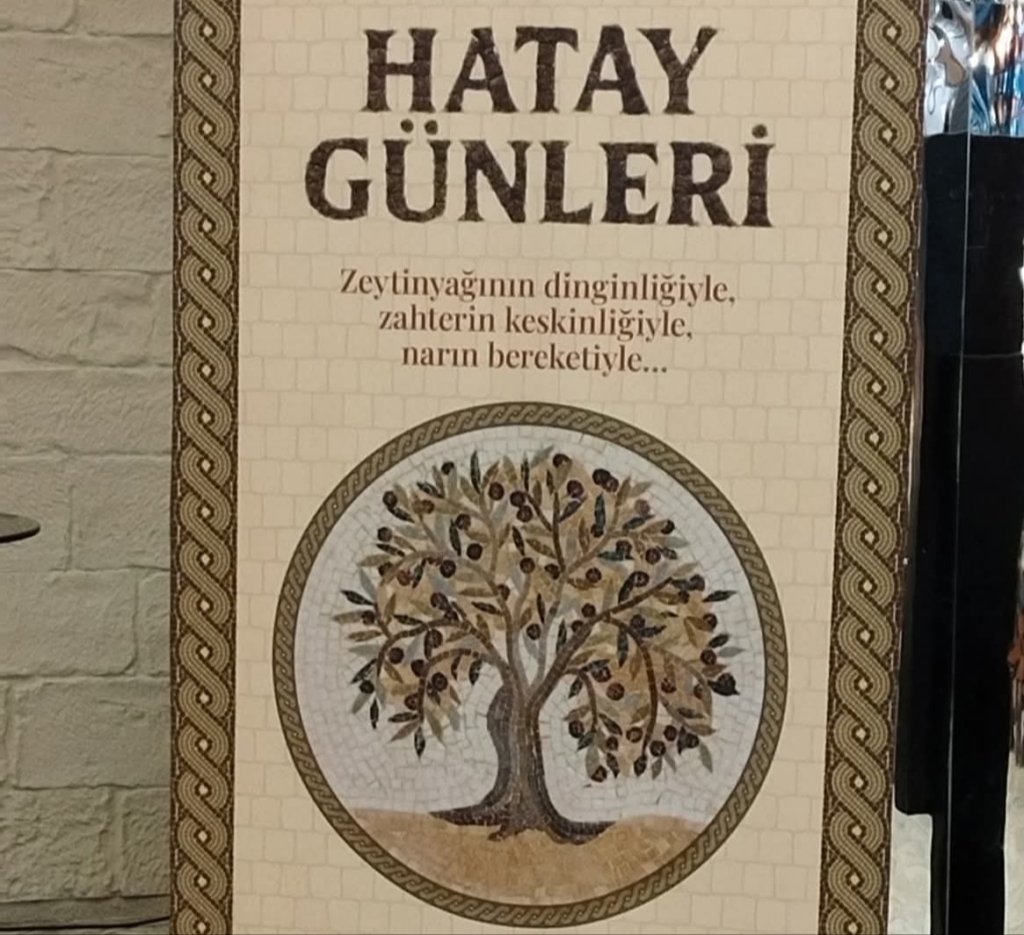 HATAY
GÜNLERİ
Zeytinyağının dinginliğiyle,
zahterin keskinliğiyle,
narın bereketiyle...